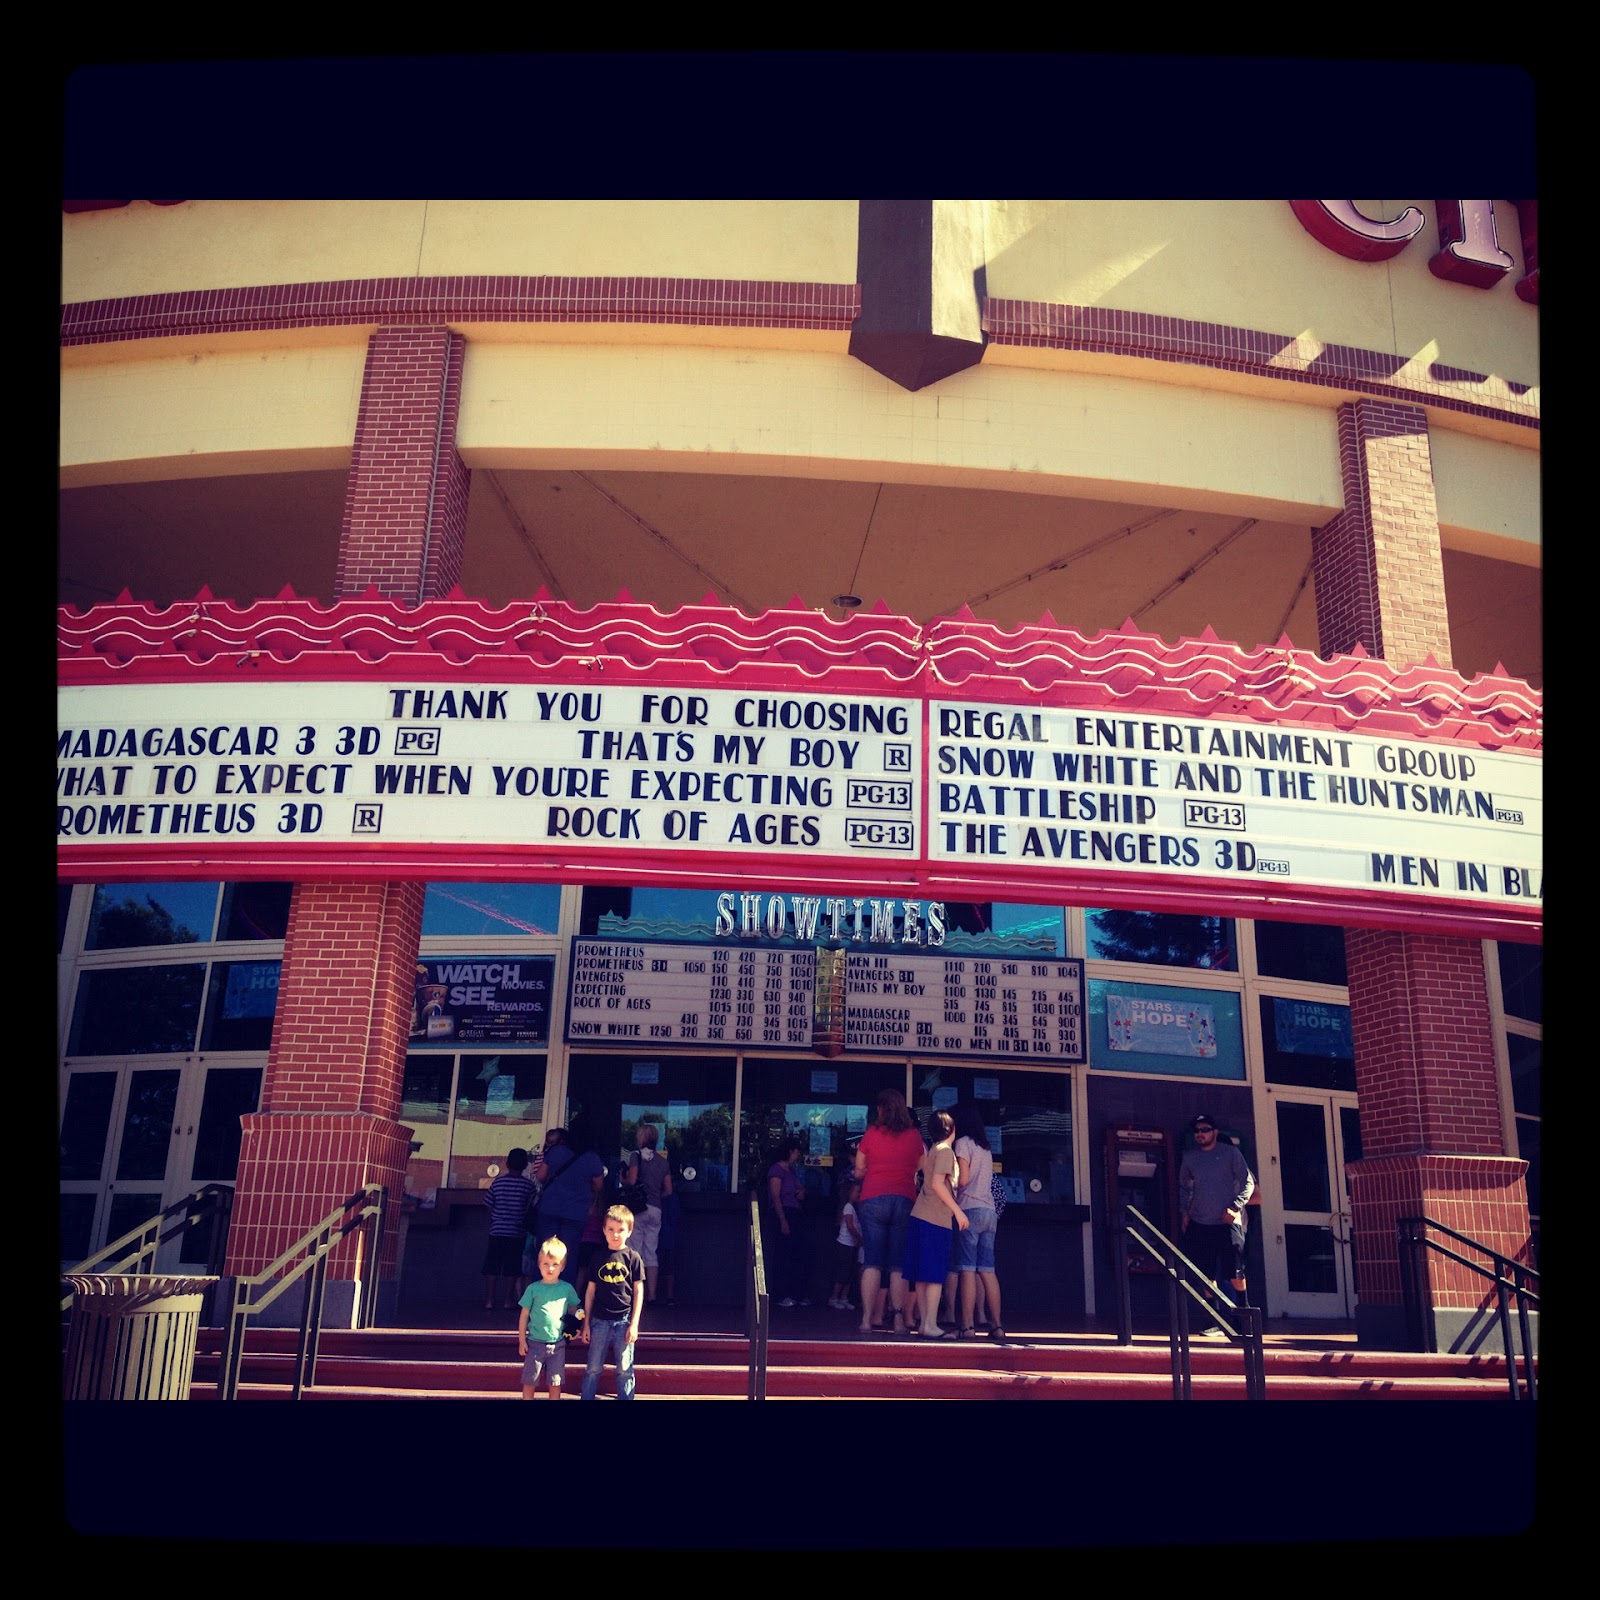 CI
THANK YOU FOR CHOOSING
MADAGASCAR 3 3D PG THAT'S MY BOY R
WHAT TO EXPECT WHEN YOU'RE EXPECTING PG-13
PROMETHEUS 3D R ROCK OF AGES PG-13
REGAL ENTERTAINMENT GROUP
SNOW WHITE AND THE HUNTSMAN PG-13
BATTLESHIP PG-13
THE AVENGERS 3D PG-13 MEN IN BLA
SHOWTIMES
PROMETHEUS 120 420 720 1020
PROMETHEUS 3D 1050 150 450 750 1050
AVENGERS 110 410 710 1010
EXPECTING 1230 330 630 940
ROCK OF AGES 1015 100 130 400
430 700 730 945 1015
SNOW WHITE 1250 320 350 650 920 950
MEN III 1110 210 510 810 1045
AVENGERS 3D 440 1040
THATS MY BOY 1100 1130 145 215 445
515 745 815 1030 1100
MADAGASCAR 1000 1245 345 645 900
MADAGASCAR 3D 115 415 715 930
BATTLESHIP 1220 620 MEN III 3D 140 740
WATCH MOVIES.
SEE REWARDS.
STARS
HO
STARS
HOPE
STARS
HOPE